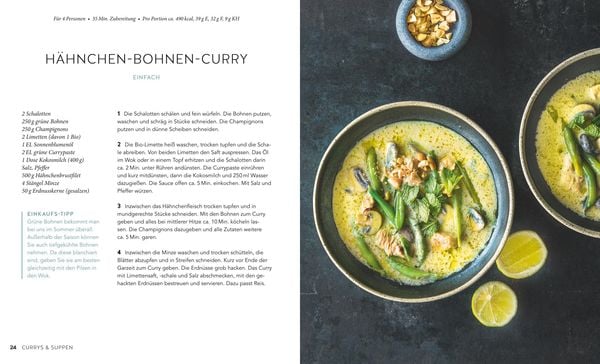 Für 4 Personen • 35 Min. Zubereitung • Pro Portion ca. 490 kcal, 39 g E, 32 g F, 9 g KH
HÄHNCHEN-BOHNEN-CURRY
EINFACH
2 Schalotten
250 g grüne Bohnen
250 g Champignons
2 Limetten (davon 1 Bio)
1 EL Sonnenblumenöl
2 EL grüne Currypaste
1 Dose Kokosmilch (400 g)
Salz, Pfeffer
500 g Hähnchenbrustfilet
4 Stängel Minze
50 g Erdnusskerne (gesalzen)
EINKAUFS-TIPP
Grüne Bohnen bekommt man
bei uns im Sommer überall.
Außerhalb der Saison können
Sie auch tiefgekühlte Bohnen
nehmen. Da diese blanchiert
sind, geben Sie sie am besten
gleichzeitig mit den Pilzen in
den Wok.
1 Die Schalotten schälen und fein würfeln. Die Bohnen putzen,
waschen und schräg in Stücke schneiden. Die Champignons
putzen und in dünne Scheiben schneiden.
2 Die Bio-Limette heiß waschen, trocken tupfen und die Scha-
le abreiben. Von beiden Limetten den Saft auspressen. Das Öl
im Wok oder in einem Topf erhitzen und die Schalotten darin
ca. 2 Min. unter Rühren andünsten. Die Currypaste einrühren
und kurz mitdünsten, dann die Kokosmilch und 250 ml Wasser
dazugießen. Die Sauce offen ca. 5 Min. einkochen. Mit Salz und
Pfeffer würzen.
3 Inzwischen das Hähnchenfleisch trocken tupfen und in
mundgerechte Stücke schneiden. Mit den Bohnen zum Curry
geben und alles bei mittlerer Hitze ca. 10 Min. köcheln las-
sen. Die Champignons dazugeben und alle Zutaten weitere
ca. 5 Min. garen.
4 Inzwischen die Minze waschen und trocken schütteln, die
Blätter abzupfen und in Streifen schneiden. Kurz vor Ende der
Garzeit zum Curry geben. Die Erdnüsse grob hacken. Das Curry
mit Limettensaft, -schale und Salz abschmecken, mit den ge-
hackten Erdnüssen bestreuen und servieren. Dazu passt Reis.
24 CURRYS & SUPPEN